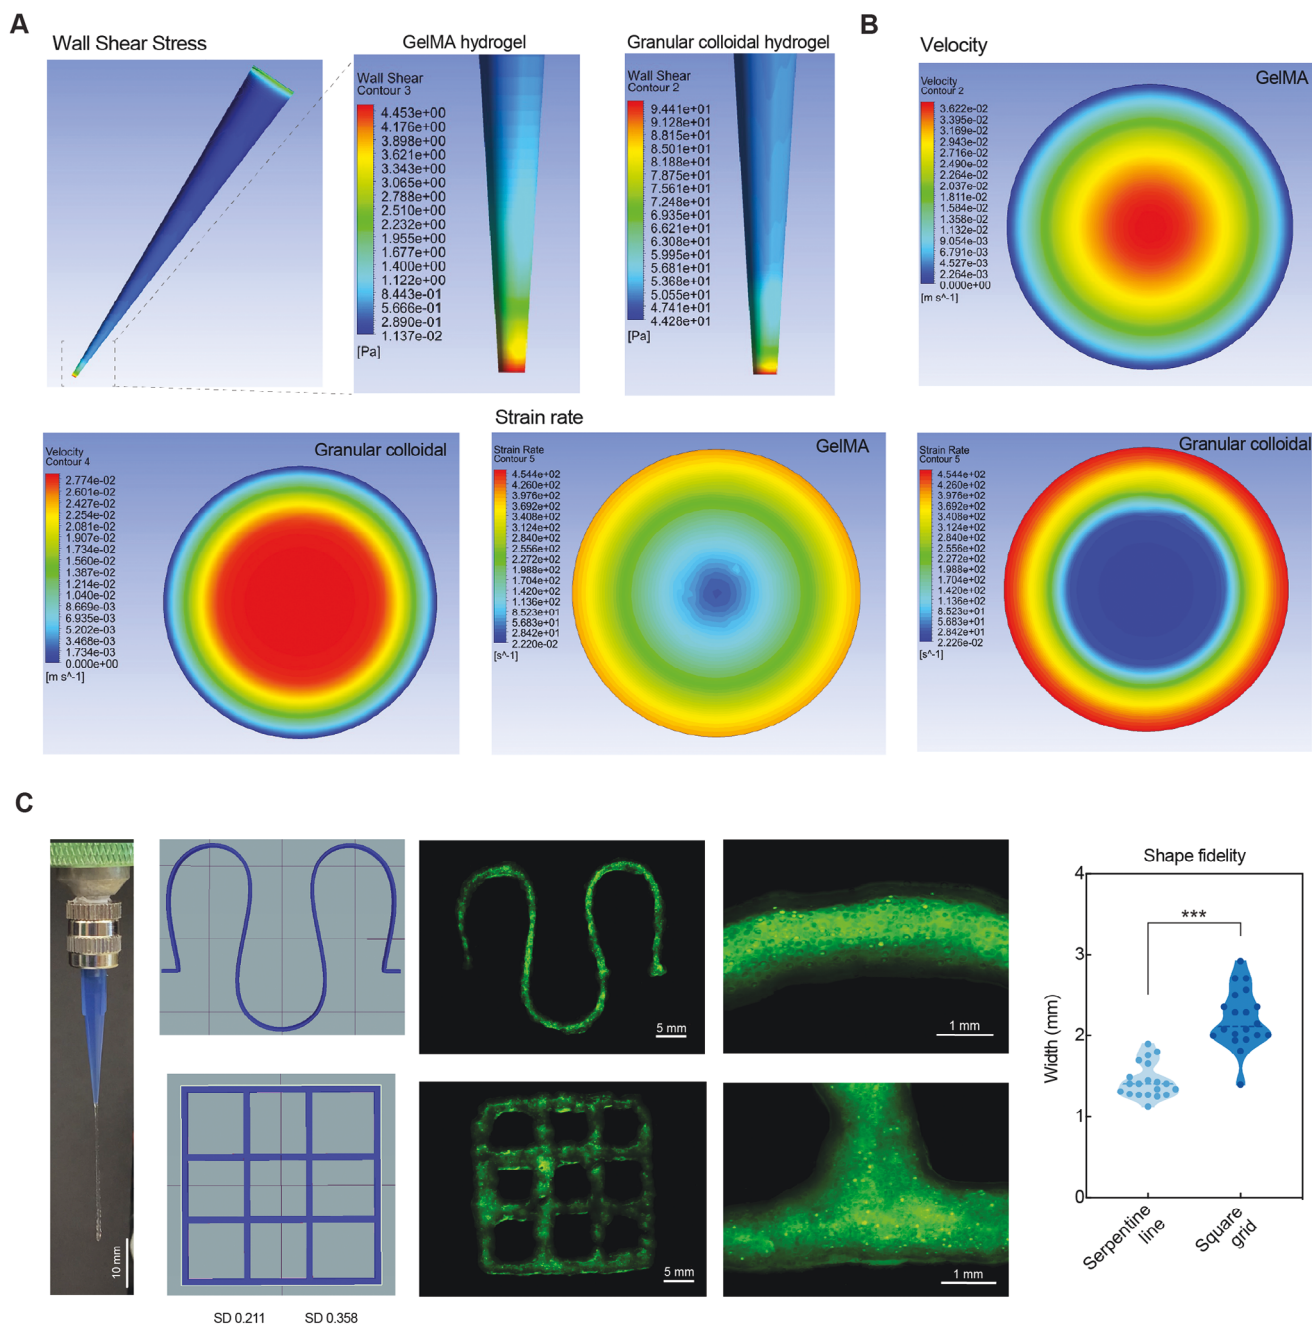 A
Wall Shear Stress
GelMA hydrogel
Wall Shear
Contour 3
4.453e+00
4.176e+00
3.898e+00
3.621e+00
3.343e+00
3.065e+00
2.788e+00
2.510e+00
2.232e+00
1.955e+00
1.677e+00
1.400e+00
1.122e+00
8.443e-01
5.666e-01
2.890e-01
1.137e-02
[Pa]
Granular colloidal hydrogel
Wall Shear
Contour 2
9.441e+01
9.128e+01
8.815e+01
8.501e+01
8.188e+01
7.875e+01
7.561e+01
7.248e+01
6.935e+01
6.621e+01
6.308e+01
5.995e+01
5.681e+01
5.368e+01
5.055e+01
4.741e+01
4.428e+01
[Pa]
B
Velocity
GelMA
Velocity
Contour 2
3.622e-02
3.395e-02
3.169e-02
2.943e-02
2.716e-02
2.490e-02
2.264e-02
2.037e-02
1.811e-02
1.584e-02
1.358e-02
1.132e-02
9.054e-03
6.791e-03
4.527e-03
2.264e-03
0.000e+00
[m s^-1]
Granular colloidal
Velocity
Contour 4
2.774e-02
2.601e-02
2.427e-02
2.254e-02
2.081e-02
1.907e-02
1.734e-02
1.560e-02
1.387e-02
1.214e-02
1.040e-02
8.669e-03
6.935e-03
5.202e-03
3.468e-03
1.734e-03
0.000e+00
[m s^-1]
Strain rate
GelMA
Strain Rate
Contour 5
4.544e+02
4.260e+02
3.976e+02
3.692e+02
3.408e+02
3.124e+02
2.840e+02
2.556e+02
2.272e+02
1.988e+02
1.704e+02
1.420e+02
1.136e+02
8.523e+01
5.683e+01
2.842e+01
2.220e-02
[s^-1]
Granular colloidal
Strain Rate
Contour 5
4.544e+02
4.260e+02
3.976e+02
3.692e+02
3.408e+02
3.124e+02
2.840e+02
2.556e+02
2.272e+02
1.988e+02
1.704e+02
1.420e+02
1.136e+02
8.523e+01
5.683e+01
2.842e+01
2.226e-02
[s^-1]
C
10 mm
5 mm
1 mm
5 mm
1 mm
SD 0.211
SD 0.358
Shape fidelity
***
Width (mm)
4
3
2
1
0
Serpentine
line
Square
grid